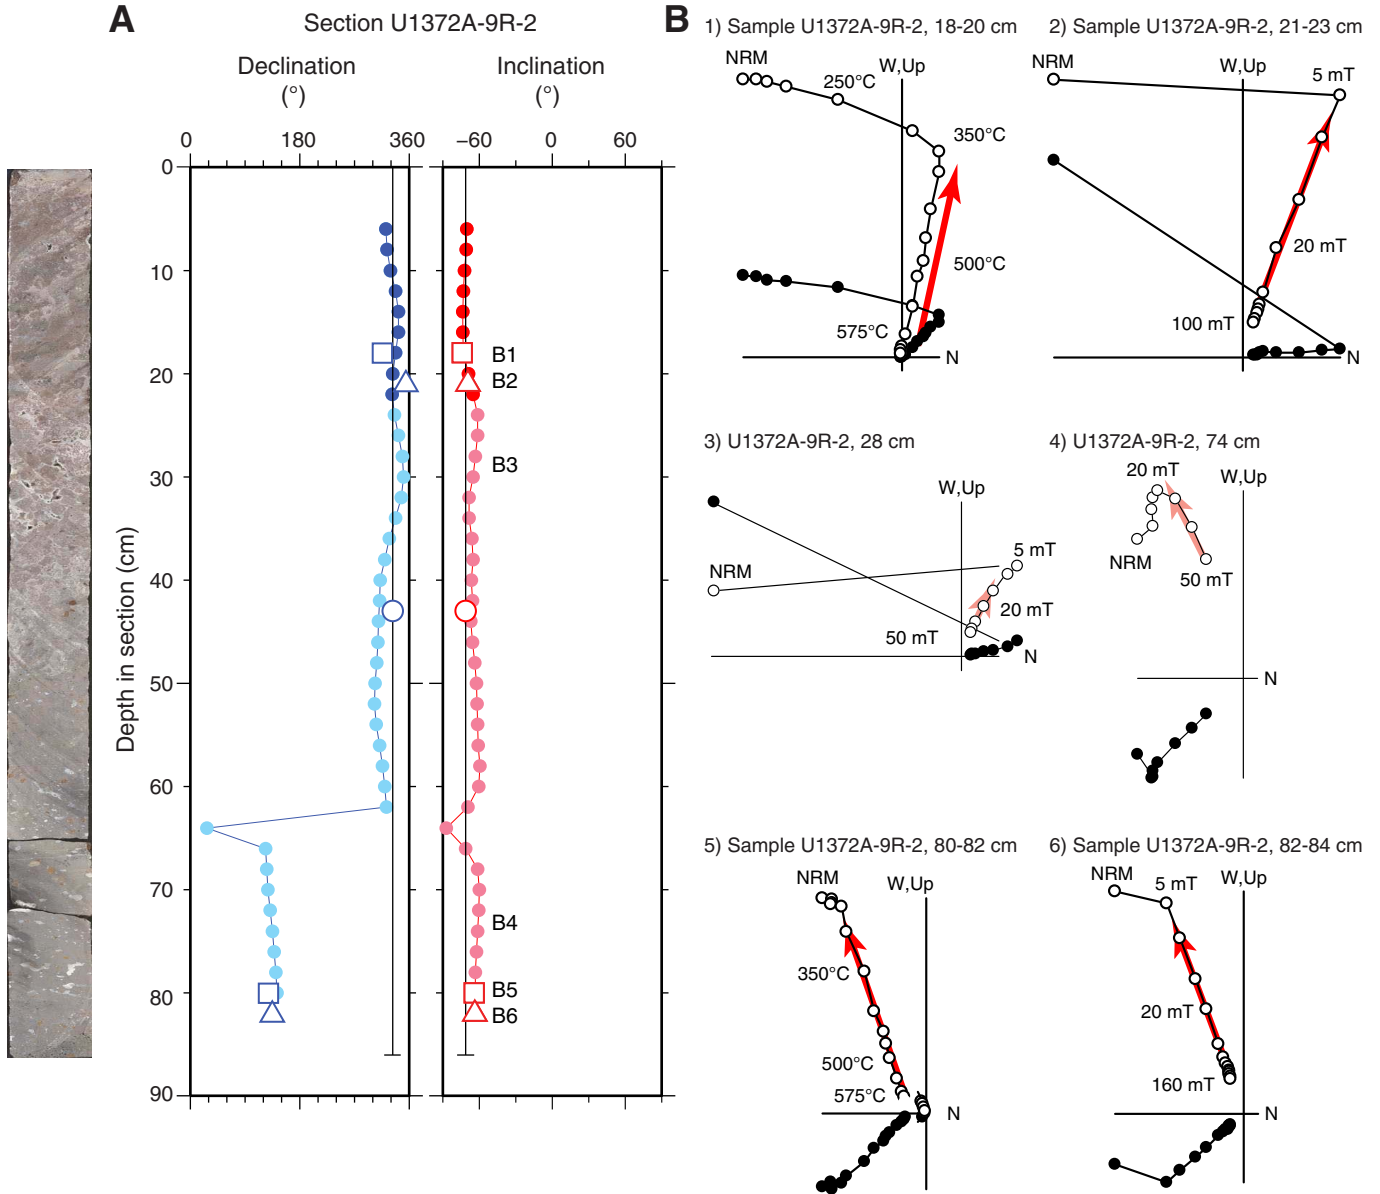 A
Section U1372A-9R-2
Declination
(°)
Inclination
(°)
0 180 360
−60 0 60
Depth in section (cm)
0
10
20
30
40
50
60
70
80
90
B1
B2
B3
B4
B5
B6
B
1) Sample U1372A-9R-2, 18-20 cm
NRM
W,Up
250°C
350°C
500°C
575°C
N
2) Sample U1372A-9R-2, 21-23 cm
NRM
W,Up
5 mT
20 mT
100 mT
N
3) U1372A-9R-2, 28 cm
W,Up
5 mT
NRM
20 mT
50 mT
N
4) U1372A-9R-2, 74 cm
20 mT
W,Up
NRM
50 mT
N
5) Sample U1372A-9R-2, 80-82 cm
NRM
W,Up
350°C
500°C
575°C
N
6) Sample U1372A-9R-2, 82-84 cm
NRM
5 mT
W,Up
20 mT
160 mT
N